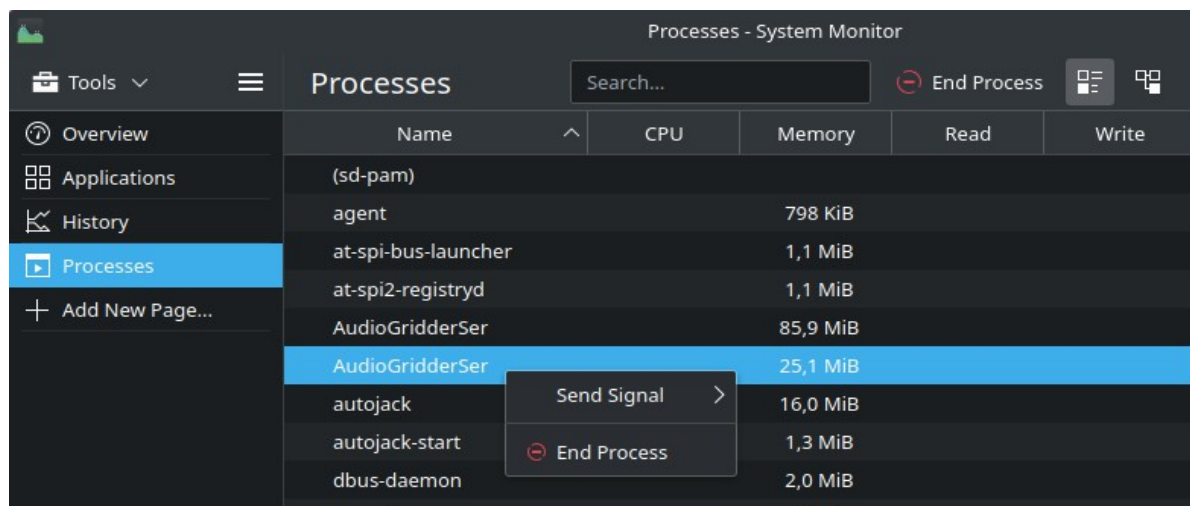 Processes - System Monitor
Tools
Processes
Search...
End Process
Overview
Applications
History
Processes
Add New Page...
Name CPU Memory Read Write
(sd-pam)
agent 798 KiB
at-spi-bus-launcher 1,1 MiB
at-spi2-registryd 1,1 MiB
AudioGridderSer 85,9 MiB
AudioGridderSer 25,1 MiB
autojack 16,0 MiB
autojack-start 1,3 MiB
dbus-daemon 2,0 MiB
Send Signal
End Process